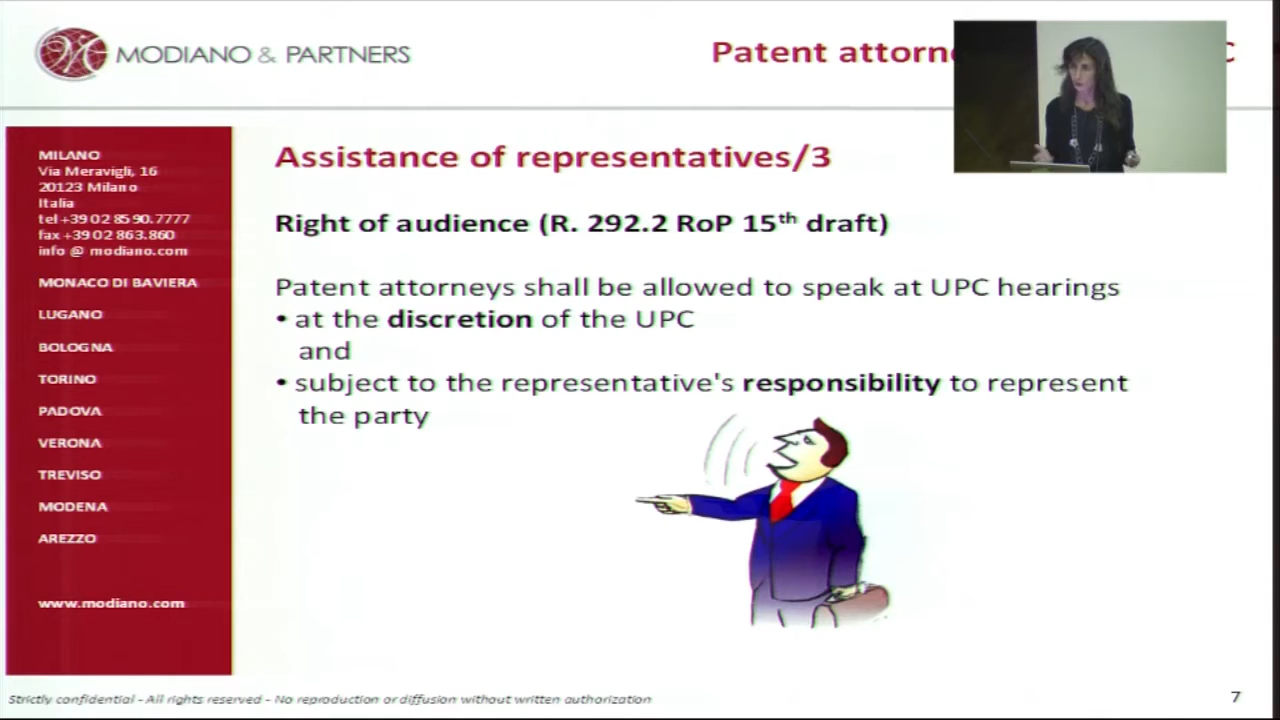 MODIANO & PARTNERS
Patent attorne
C
MILANO
Via Meravigli, 16
20123 Milano
Italia
tel +39 02 85 90.7777
fax +39 02 863.860
info @ modiano.com
MONACO DI BAVIERA
LUGANO
BOLOGNA
TORINO
PADOVA
VERONA
TREVISO
MODENA
AREZZO
www.modiano.com
Assistance of representatives/3
Right of audience (R. 292.2 RoP 15th draft)
Patent attorneys shall be allowed to speak at UPC hearings
• at the discretion of the UPC
and
• subject to the representative's responsibility to represent
the party
Strictly confidential - All rights reserved - No reproduction or diffusion without written authorization
7